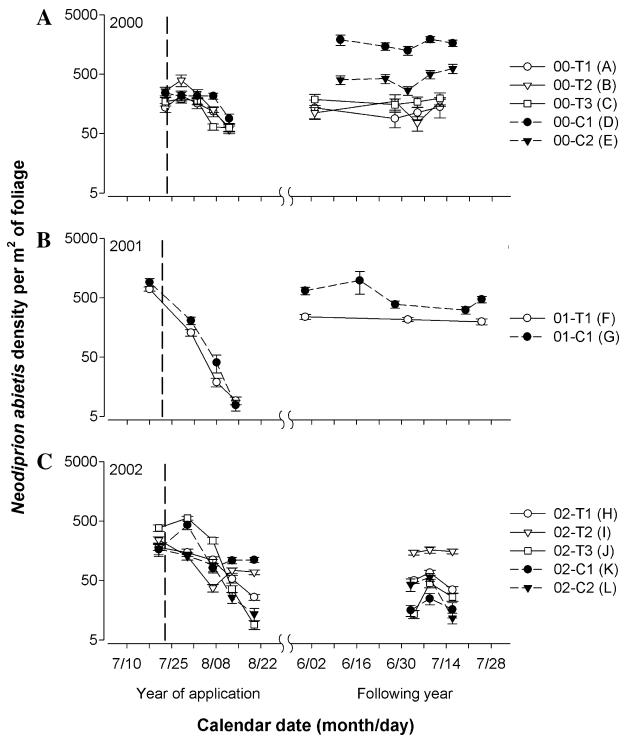 A
2000
5000
500
50
5
00-T1 (A)
00-T2 (B)
00-T3 (C)
00-C1 (D)
00-C2 (E)
B
2001
5000
500
50
5
01-T1 (F)
01-C1 (G)
Neodiprion abietis density per m² of foliage
C
2002
5000
500
50
5
02-T1 (H)
02-T2 (I)
02-T3 (J)
02-C1 (K)
02-C2 (L)
7/10 7/25 8/08 8/22 6/02 6/16 6/30 7/14 7/28
Year of application Following year
Calendar date (month/day)